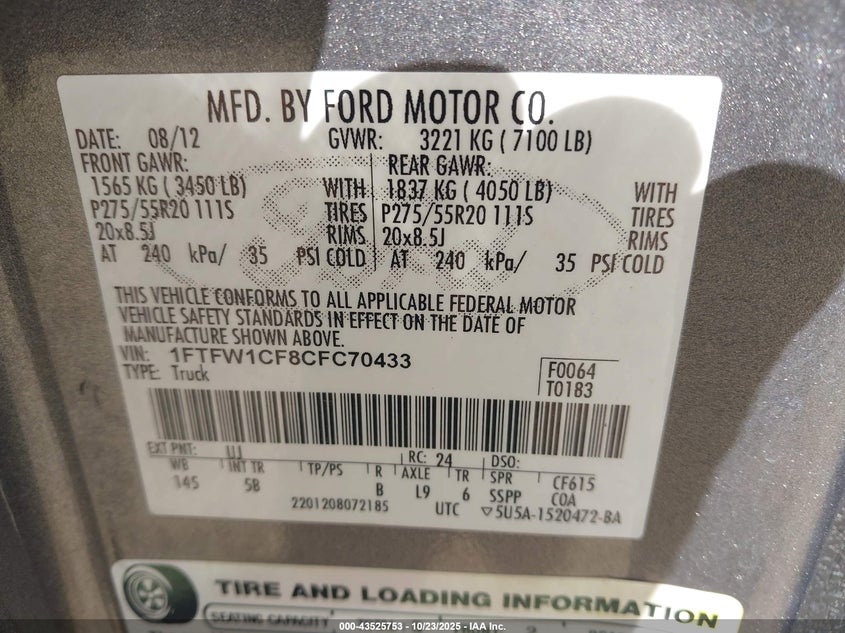 MFD. BY FORD MOTOR CO.
DATE: 08/12 GVWR: 3221 KG ( 7100 LB)
FRONT GAWR: REAR GAWR:
1565 KG ( 3450 LB) WITH 1837 KG ( 4050 LB) WITH
P275/55R20 111S TIRES P275/55R20 111S TIRES
20x8.5J RIMS 20x8.5J RIMS
AT 240 kPa/ 35 PSI COLD AT 240 kPa/ 35 PSI COLD
THIS VEHICLE CONFORMS TO ALL APPLICABLE FEDERAL MOTOR
VEHICLE SAFETY STANDARDS IN EFFECT ON THE DATE OF
MANUFACTURE SHOWN ABOVE.
VIN: 1FTFW1CF8CFC70433
TYPE: Truck
F0064
T0183
EXT PNT: UJ RC: 24 DSO:
WB INT TR TP/PS R AXLE TR SPR CF615
145 5B B L9 6 SSPP COA
2201208072185 UTC ▽5U5A-1520472-BA
TIRE AND LOADING INFORMATION
SEATING CAPACITY
000-43525753 - 10/23/2025 - IAA Inc.